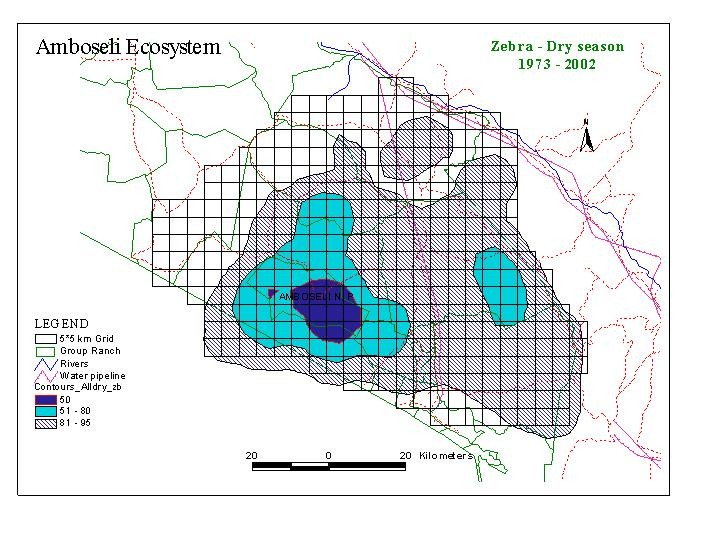 Amboseli Ecosystem
Zebra - Dry season
1973 - 2002
N
AMBOSELI N. P.
LEGEND
5*5 km Grid
Group Ranch
Rivers
Water pipeline
Contours_Alldry_zb
50
51 - 80
81 - 95
20 0 20 Kilometers